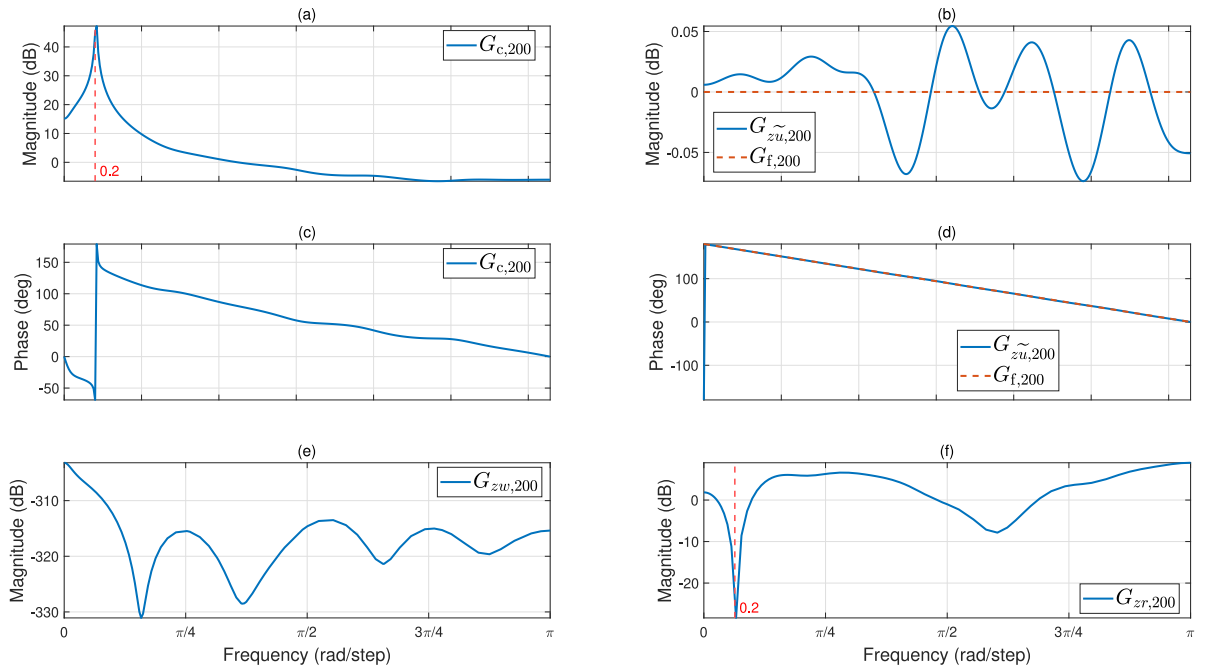 (a)
Magnitude (dB)
40
30
20
10
0
G_{c,200}
0.2
(b)
Magnitude (dB)
0.05
0
-0.05
G_{z\widetilde{u},200}
G_{f,200}
(c)
Phase (deg)
150
100
50
0
-50
G_{c,200}
(d)
Phase (deg)
100
0
-100
G_{z\widetilde{u},200}
G_{f,200}
(e)
Magnitude (dB)
-310
-320
-330
G_{zw,200}
0 π/4 π/2 3π/4 π
Frequency (rad/step)
(f)
Magnitude (dB)
0
-10
-20
0.2
G_{zr,200}
0 π/4 π/2 3π/4 π
Frequency (rad/step)